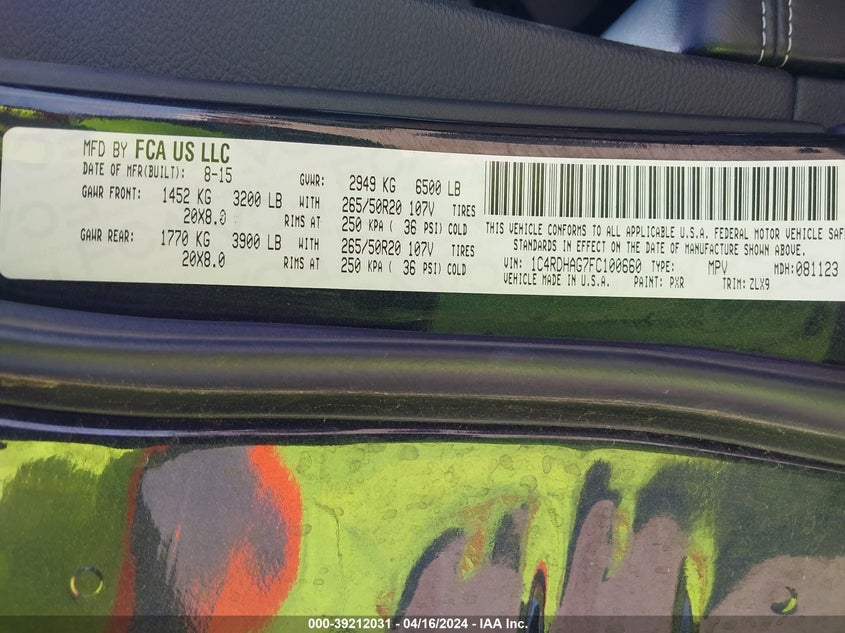 MFD BY FCA US LLC
DATE OF MFR(BUILT): 8-15 GVWR: 2949 KG 6500 LB
GAWR FRONT: 1452 KG 3200 LB WITH 265/50R20 107V TIRES
20X8.0 RIMS AT 250 KPA ( 36 PSI) COLD
GAWR REAR: 1770 KG 3900 LB WITH 265/50R20 107V TIRES
20X8.0 RIMS AT 250 KPA ( 36 PSI) COLD
THIS VEHICLE CONFORMS TO ALL APPLICABLE U.S.A. FEDERAL MOTOR VEHICLE SAF
STANDARDS IN EFFECT ON THE DATE OF MANUFACTURE SHOWN ABOVE.
VIN: 1C4RDHAG7FC100660 TYPE: MPV MDH: 081123
VEHICLE MADE IN U.S.A. PAINT: PXR TRIM: ZLX9
000-39212031 - 04/16/2024 - IAA Inc.